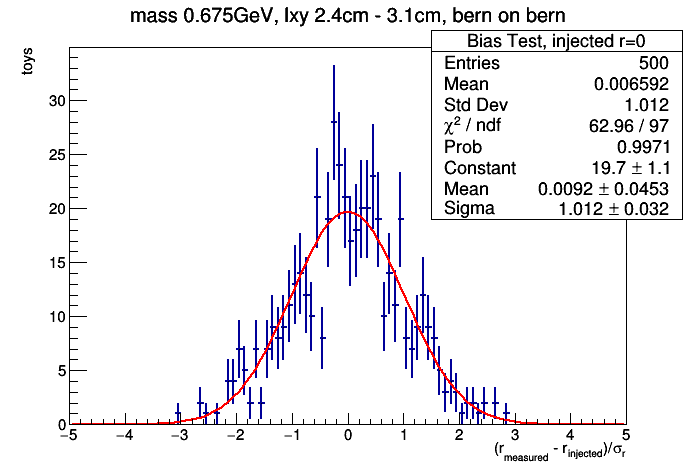 mass 0.675GeV, lxy 2.4cm - 3.1cm, bern on bern
toys
Bias Test, injected r=0
Entries 500
Mean 0.006592
Std Dev 1.012
χ² / ndf 62.96 / 97
Prob 0.9971
Constant 19.7 ± 1.1
Mean 0.0092 ± 0.0453
Sigma 1.012 ± 0.032
30
25
20
15
10
5
0
−5 −4 −3 −2 −1 0 1 2 3 4 5
(r_measured - r_injected)/σ_r